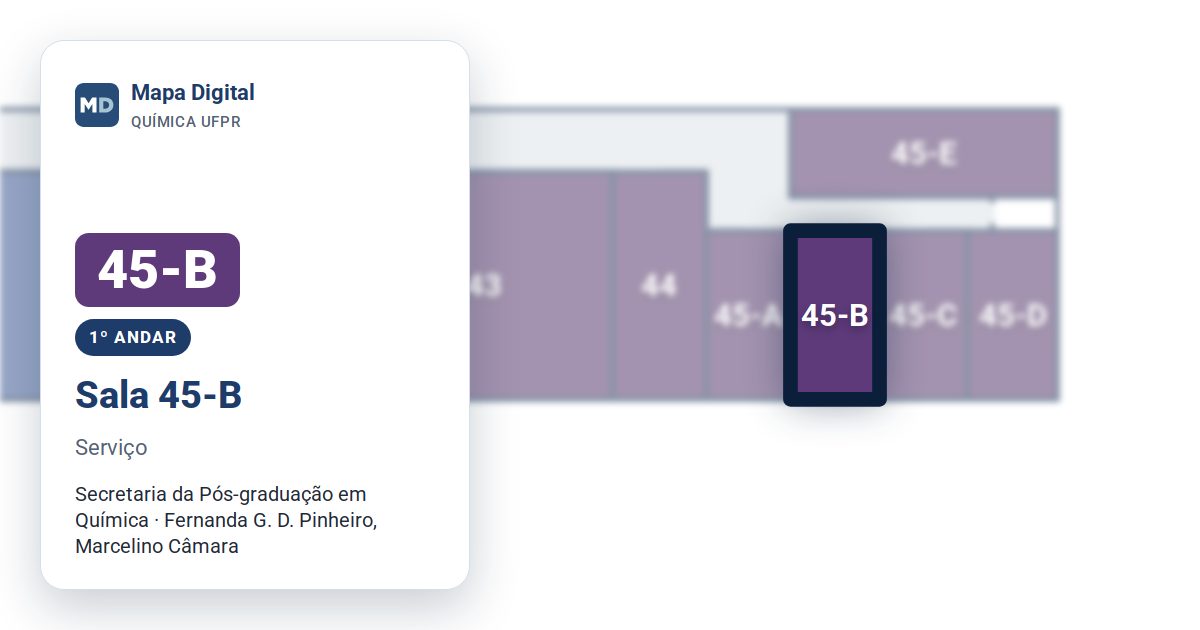 MD
Mapa Digital
QUÍMICA UFPR
45-B
1º ANDAR
Sala 45-B
Serviço
Secretaria da Pós-graduação em
Química · Fernanda G. D. Pinheiro,
Marcelino Câmara
45-E
43
44
45-A
45-B
45-C
45-D